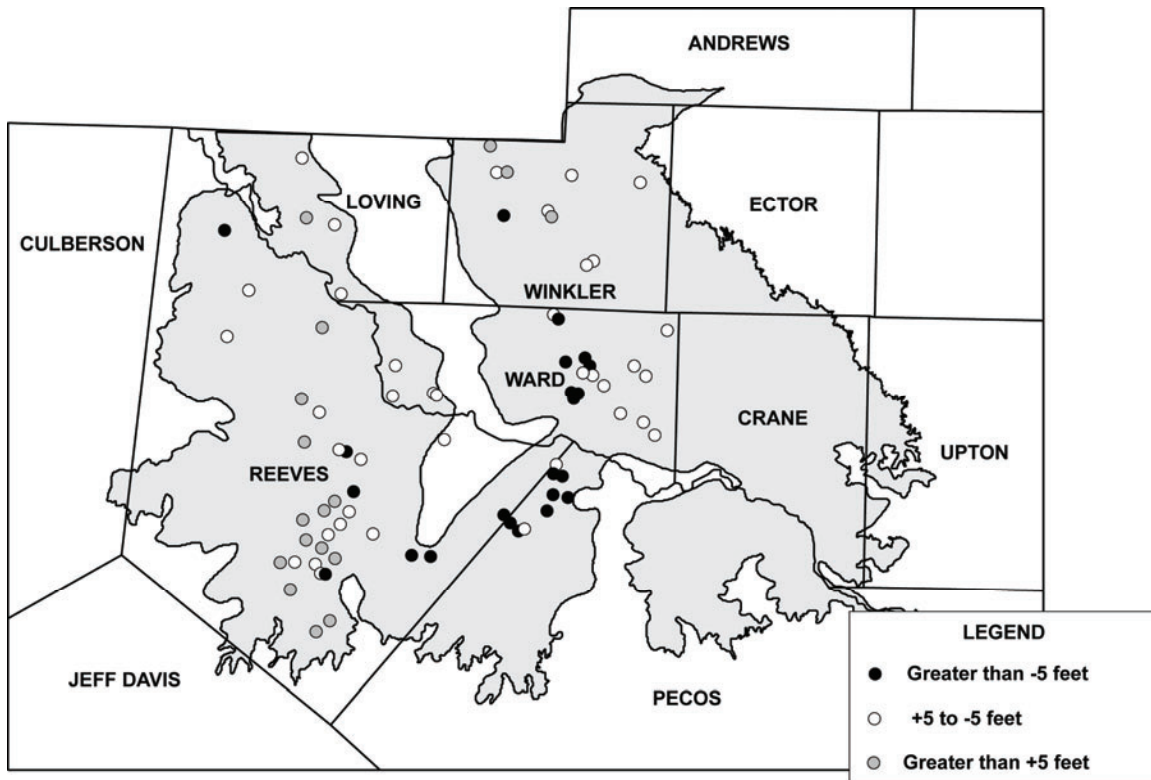 ANDREWS
LOVING
ECTOR
CULBERSON
WINKLER
WARD
CRANE
UPTON
REEVES
JEFF DAVIS
PECOS
LEGEND
Greater than -5 feet
+5 to -5 feet
Greater than +5 feet